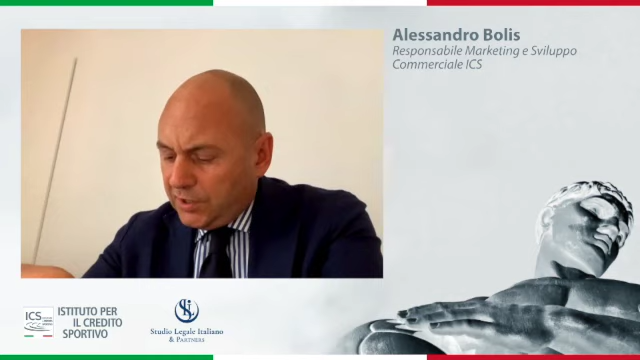 Alessandro Bolis
Responsabile Marketing e Sviluppo
Commerciale ICS
ICS
ISTITUTO PER
IL CREDITO
SPORTIVO
Studio Legale Italiano
& PARTNERS